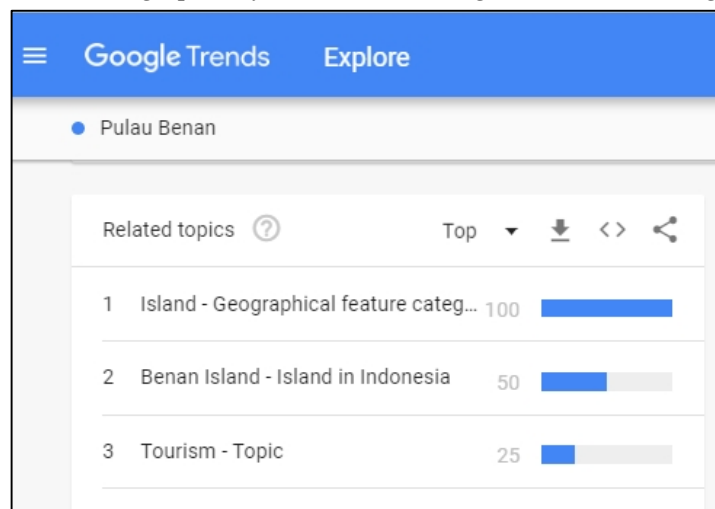 Google Trends Explore
Pulau Benan
Related topics Top
1 Island - Geographical feature categ... 100
2 Benan Island - Island in Indonesia 50
3 Tourism - Topic 25